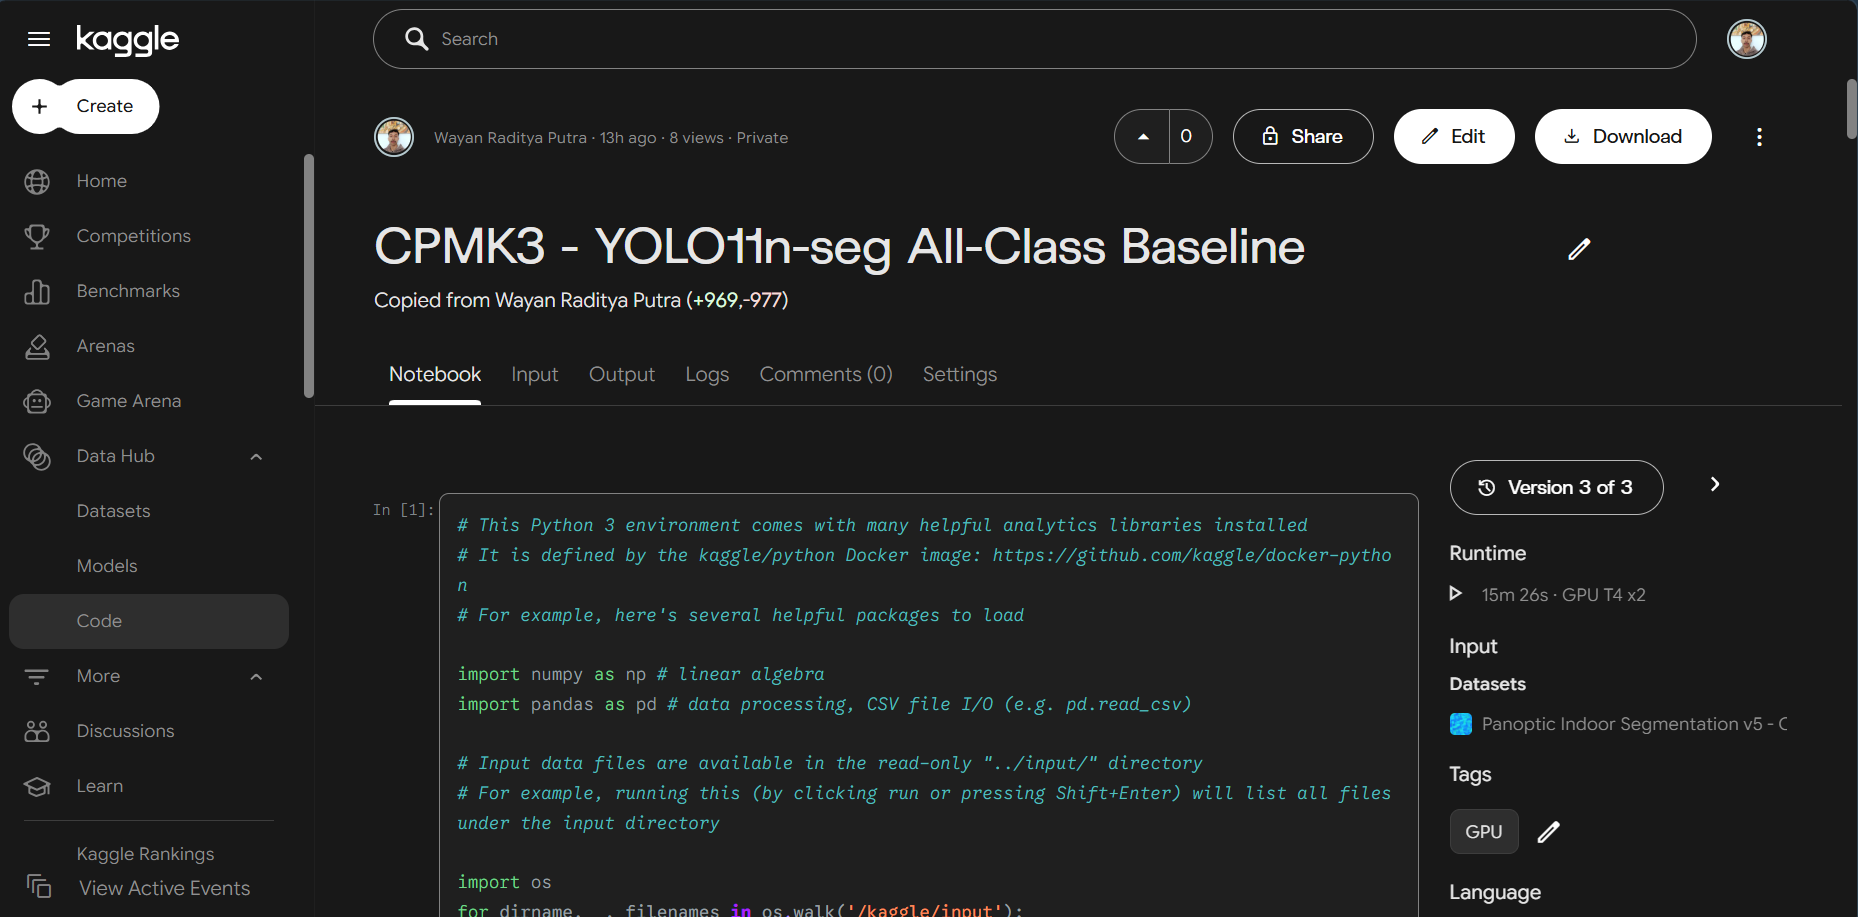 kaggle
Search
Create
Wayan Raditya Putra · 13h ago · 8 views · Private
0
Share
Edit
Download
Home
Competitions
Benchmarks
Arenas
Game Arena
Data Hub
Datasets
Models
Code
More
Discussions
Learn
Kaggle Rankings
View Active Events
CPMK3 - YOLO11n-seg All-Class Baseline
Copied from Wayan Raditya Putra (+969,-977)
Notebook Input Output Logs Comments (0) Settings
In [1]:
# This Python 3 environment comes with many helpful analytics libraries installed
# It is defined by the kaggle/python Docker image: https://github.com/kaggle/docker-pytho
n
# For example, here's several helpful packages to load
import numpy as np # linear algebra
import pandas as pd # data processing, CSV file I/O (e.g. pd.read_csv)
# Input data files are available in the read-only "../input/" directory
# For example, running this (by clicking run or pressing Shift+Enter) will list all files
under the input directory
import os
for dirname, _, filenames in os.walk('/kaggle/input'):
Version 3 of 3
Runtime
15m 26s · GPU T4 x2
Input
Datasets
Panoptic Indoor Segmentation v5 -
Tags
GPU
Language